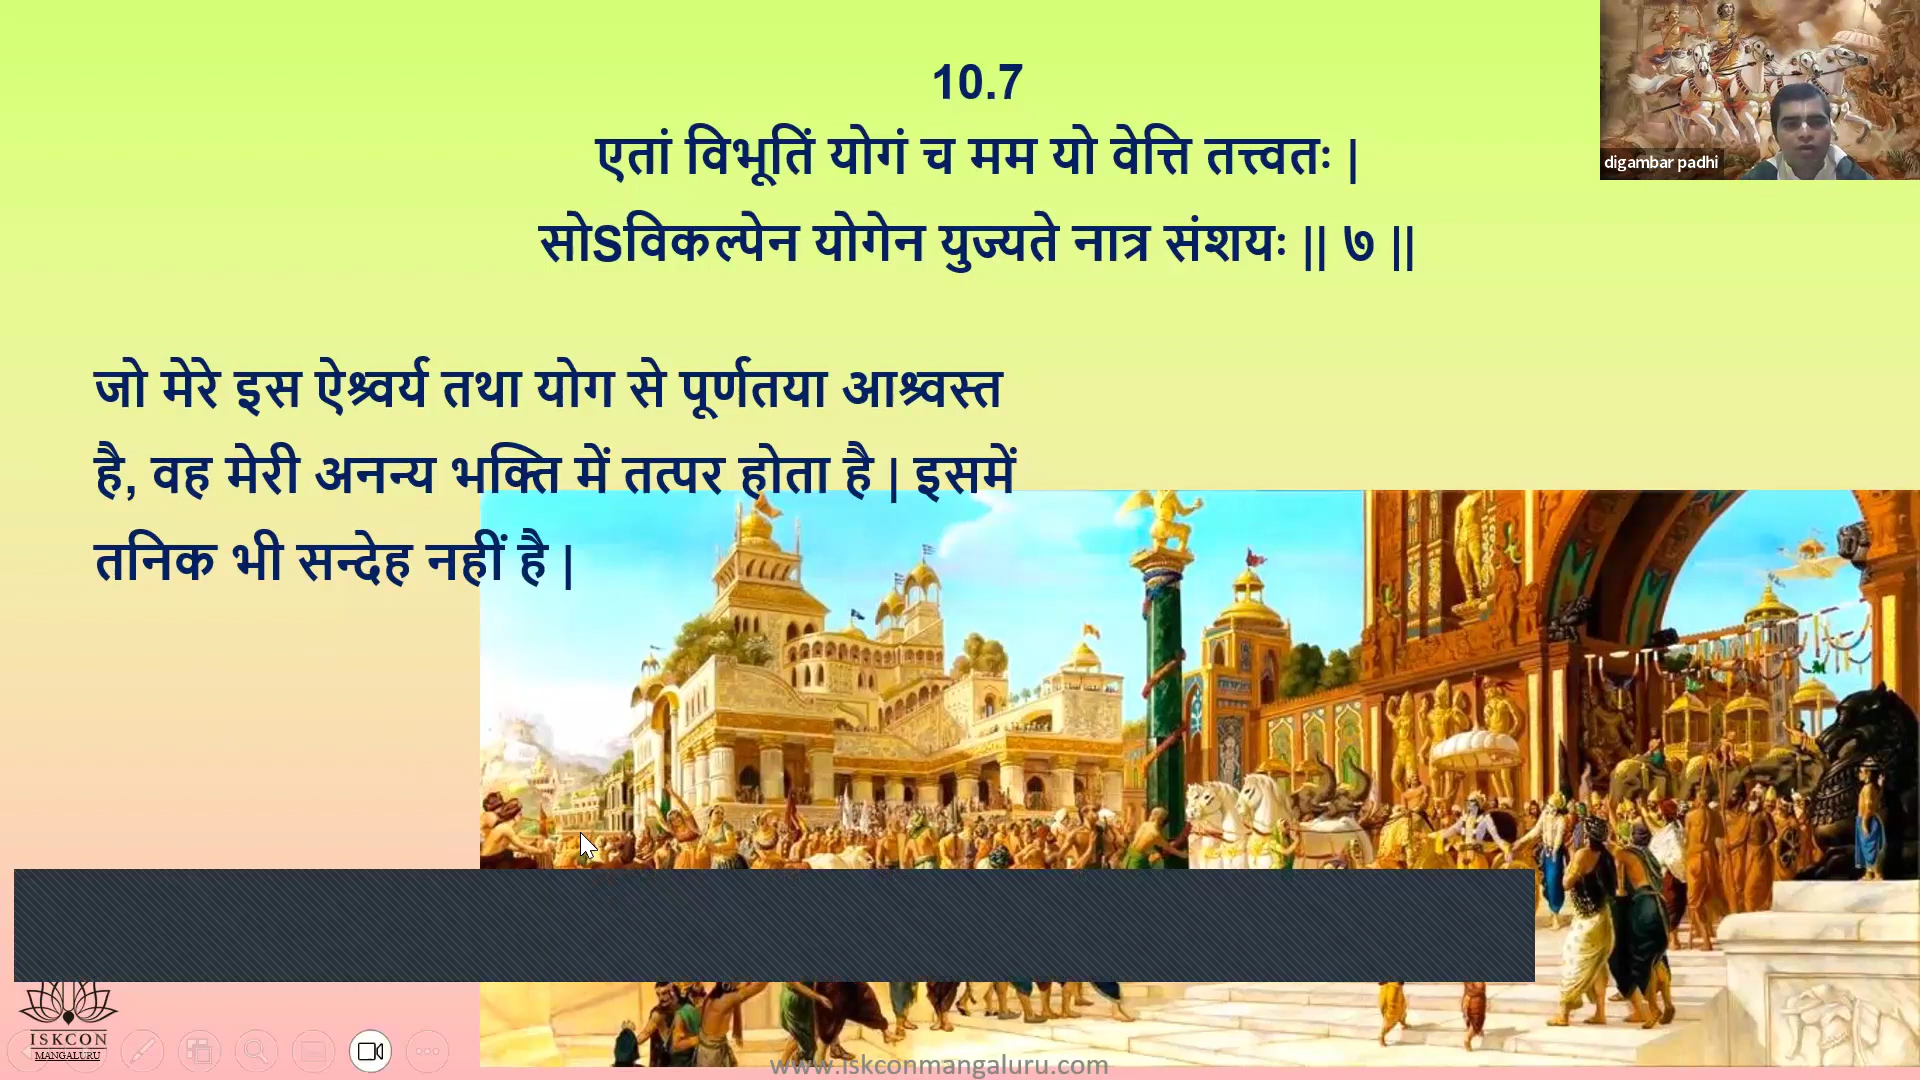 10.7
एतां विभूतिं योगं च मम यो वेत्ति तत्त्वतः |
सोSविकल्पेन योगेन युज्यते नात्र संशयः || ७ ||
digambar padhi
जो मेरे इस ऐश्र्वर्य तथा योग से पूर्णतया आश्र्वस्त
है, वह मेरी अनन्य भक्ति में तत्पर होता है | इसमें
तनिक भी सन्देह नहीं है |
ISKCON
MANGALURU
www.iskconmangaluru.com